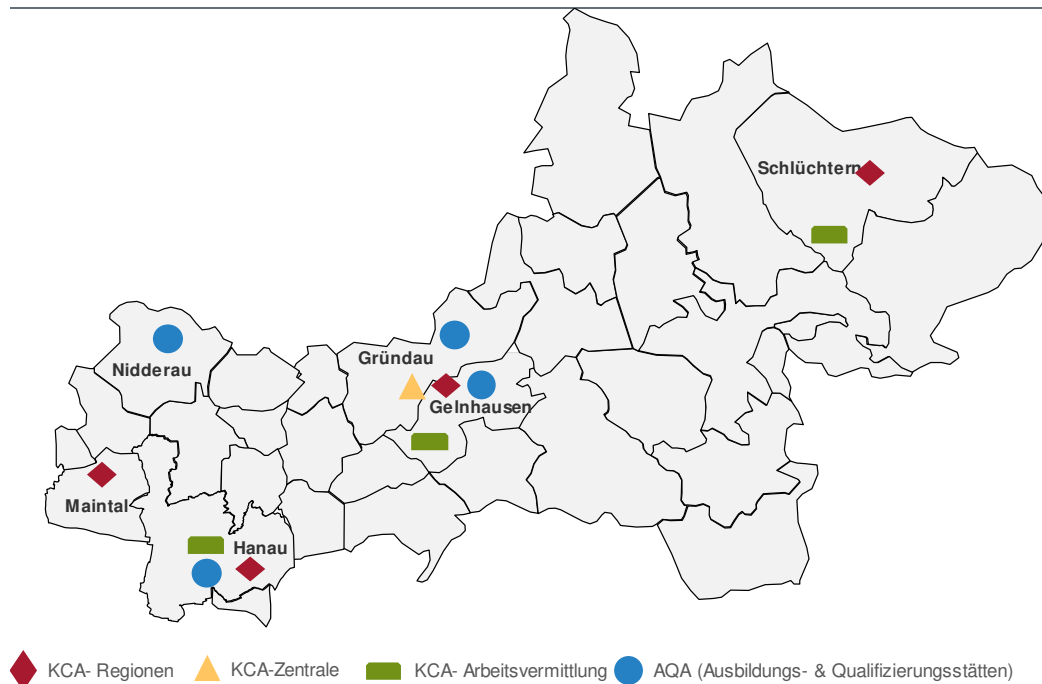 Schlüchtern
Gründau
Nidderau
Gelnhausen
Maintal
Hanau
KCA- Regionen
KCA-Zentrale
KCA- Arbeitsvermittlung
AQA (Ausbildungs- & Qualifizierungsstätten)